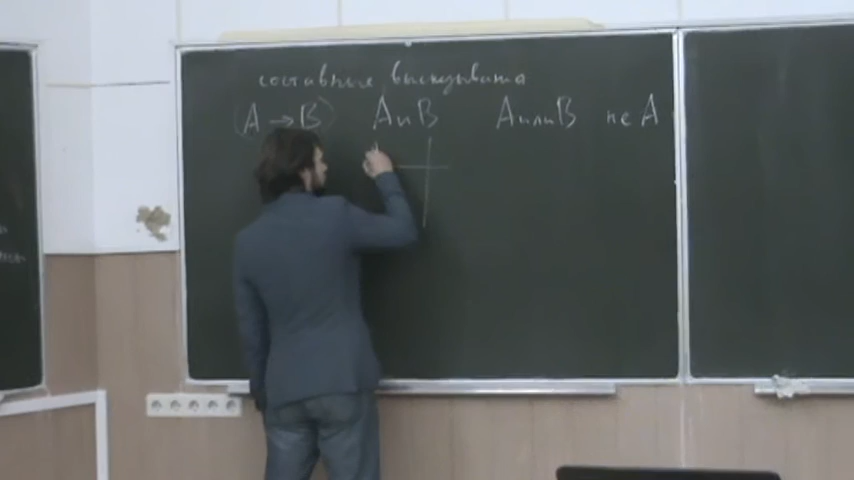 составные высказывания
(A → B) A и B A или B не A